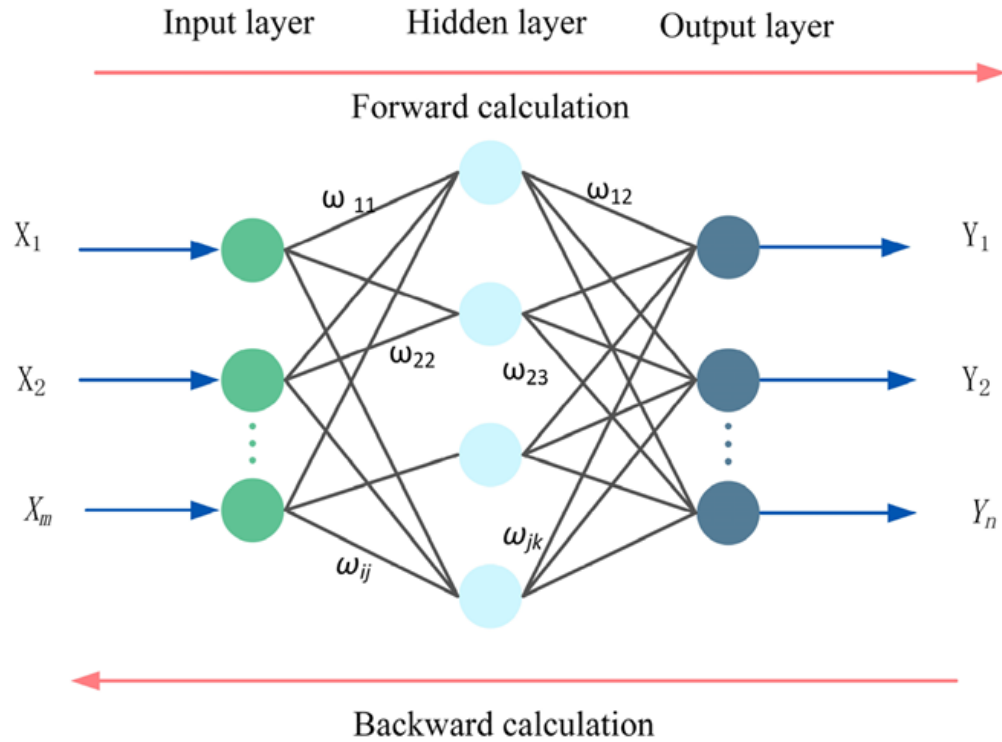 Input layer Hidden layer Output layer
Forward calculation
ω 11 ω12
X1 Y1
ω22 ω23
X2 Y2
Xm Yn
ωij ωjk
Backward calculation